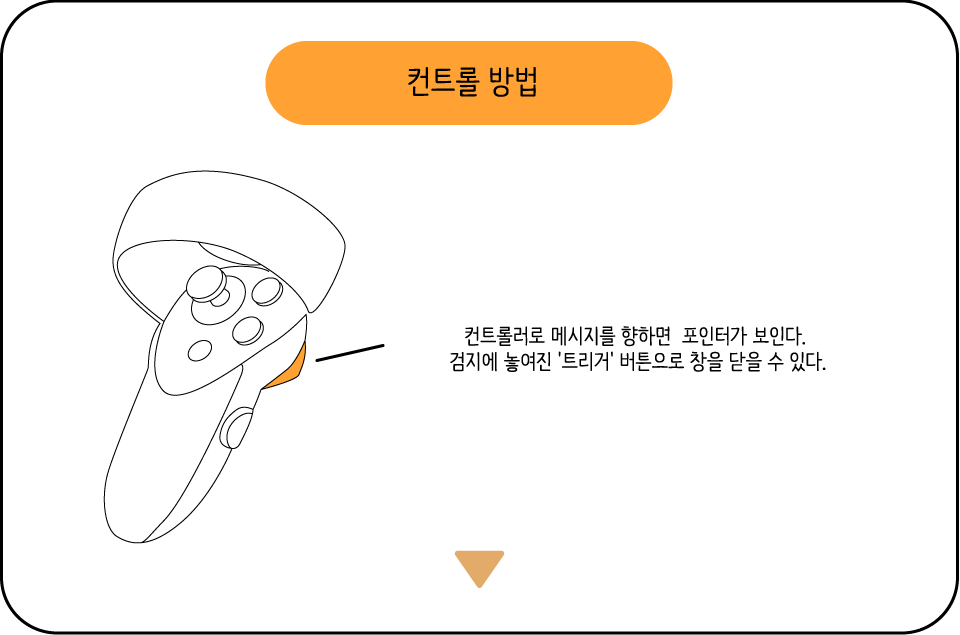 컨트롤 방법
컨트롤러로 메시지를 향하면 포인터가 보인다.
검지에 놓여진 '트리거' 버튼으로 창을 닫을 수 있다.